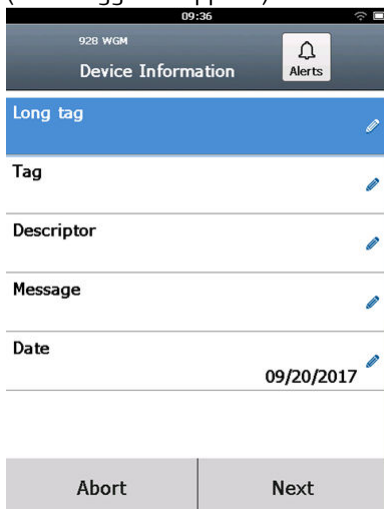 09:36
928 WGM
Device Information
Alerts
Long tag
Tag
Descriptor
Message
Date
09/20/2017
Abort
Next